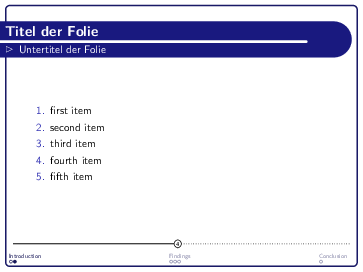 Titel der Folie
▷ Untertitel der Folie
1. first item
2. second item
3. third item
4. fourth item
5. fifth item
4
Introduction Findings Conclusion